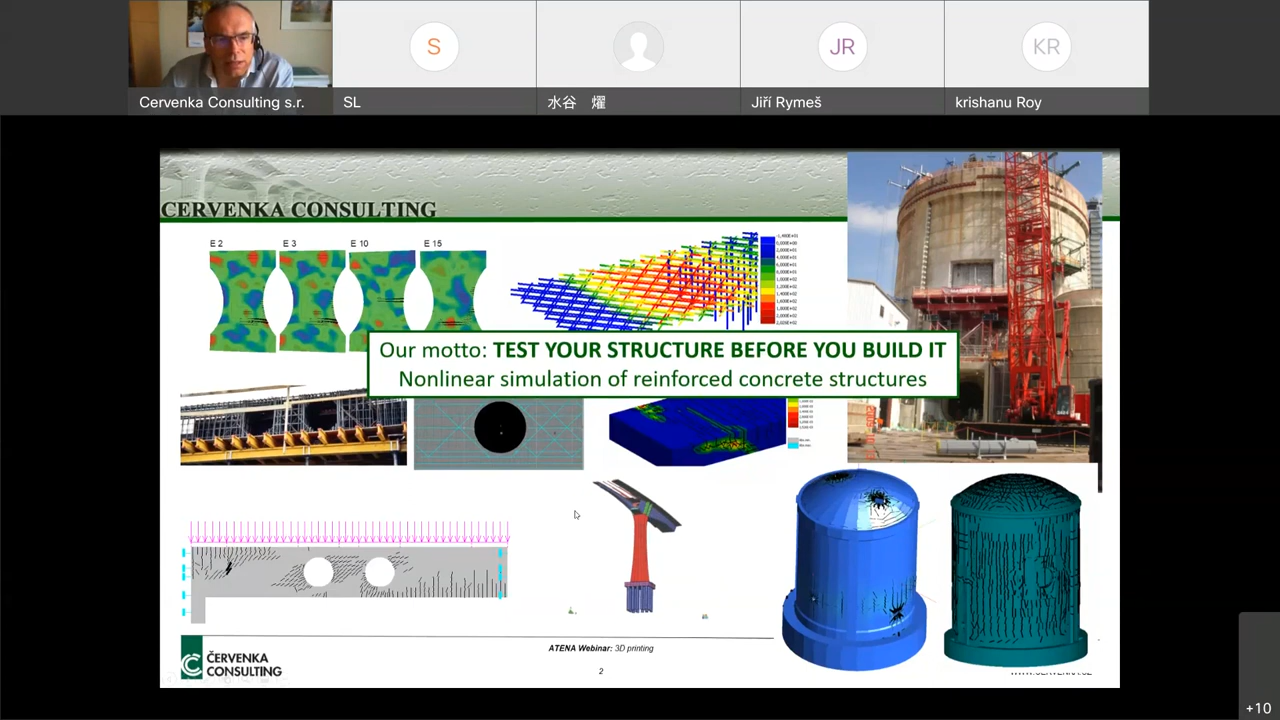 Cervenka Consulting s.r.
SL
水谷　燿
Jiří Rymeš
krishanu Roy
S
JR
KR
CERVENKA CONSULTING
E 2
E 3
E 10
E 15
Our motto: TEST YOUR STRUCTURE BEFORE YOU BUILD IT
Nonlinear simulation of reinforced concrete structures
ČERVENKA
CONSULTING
ATENA Webinar: 3D printing
2
+10